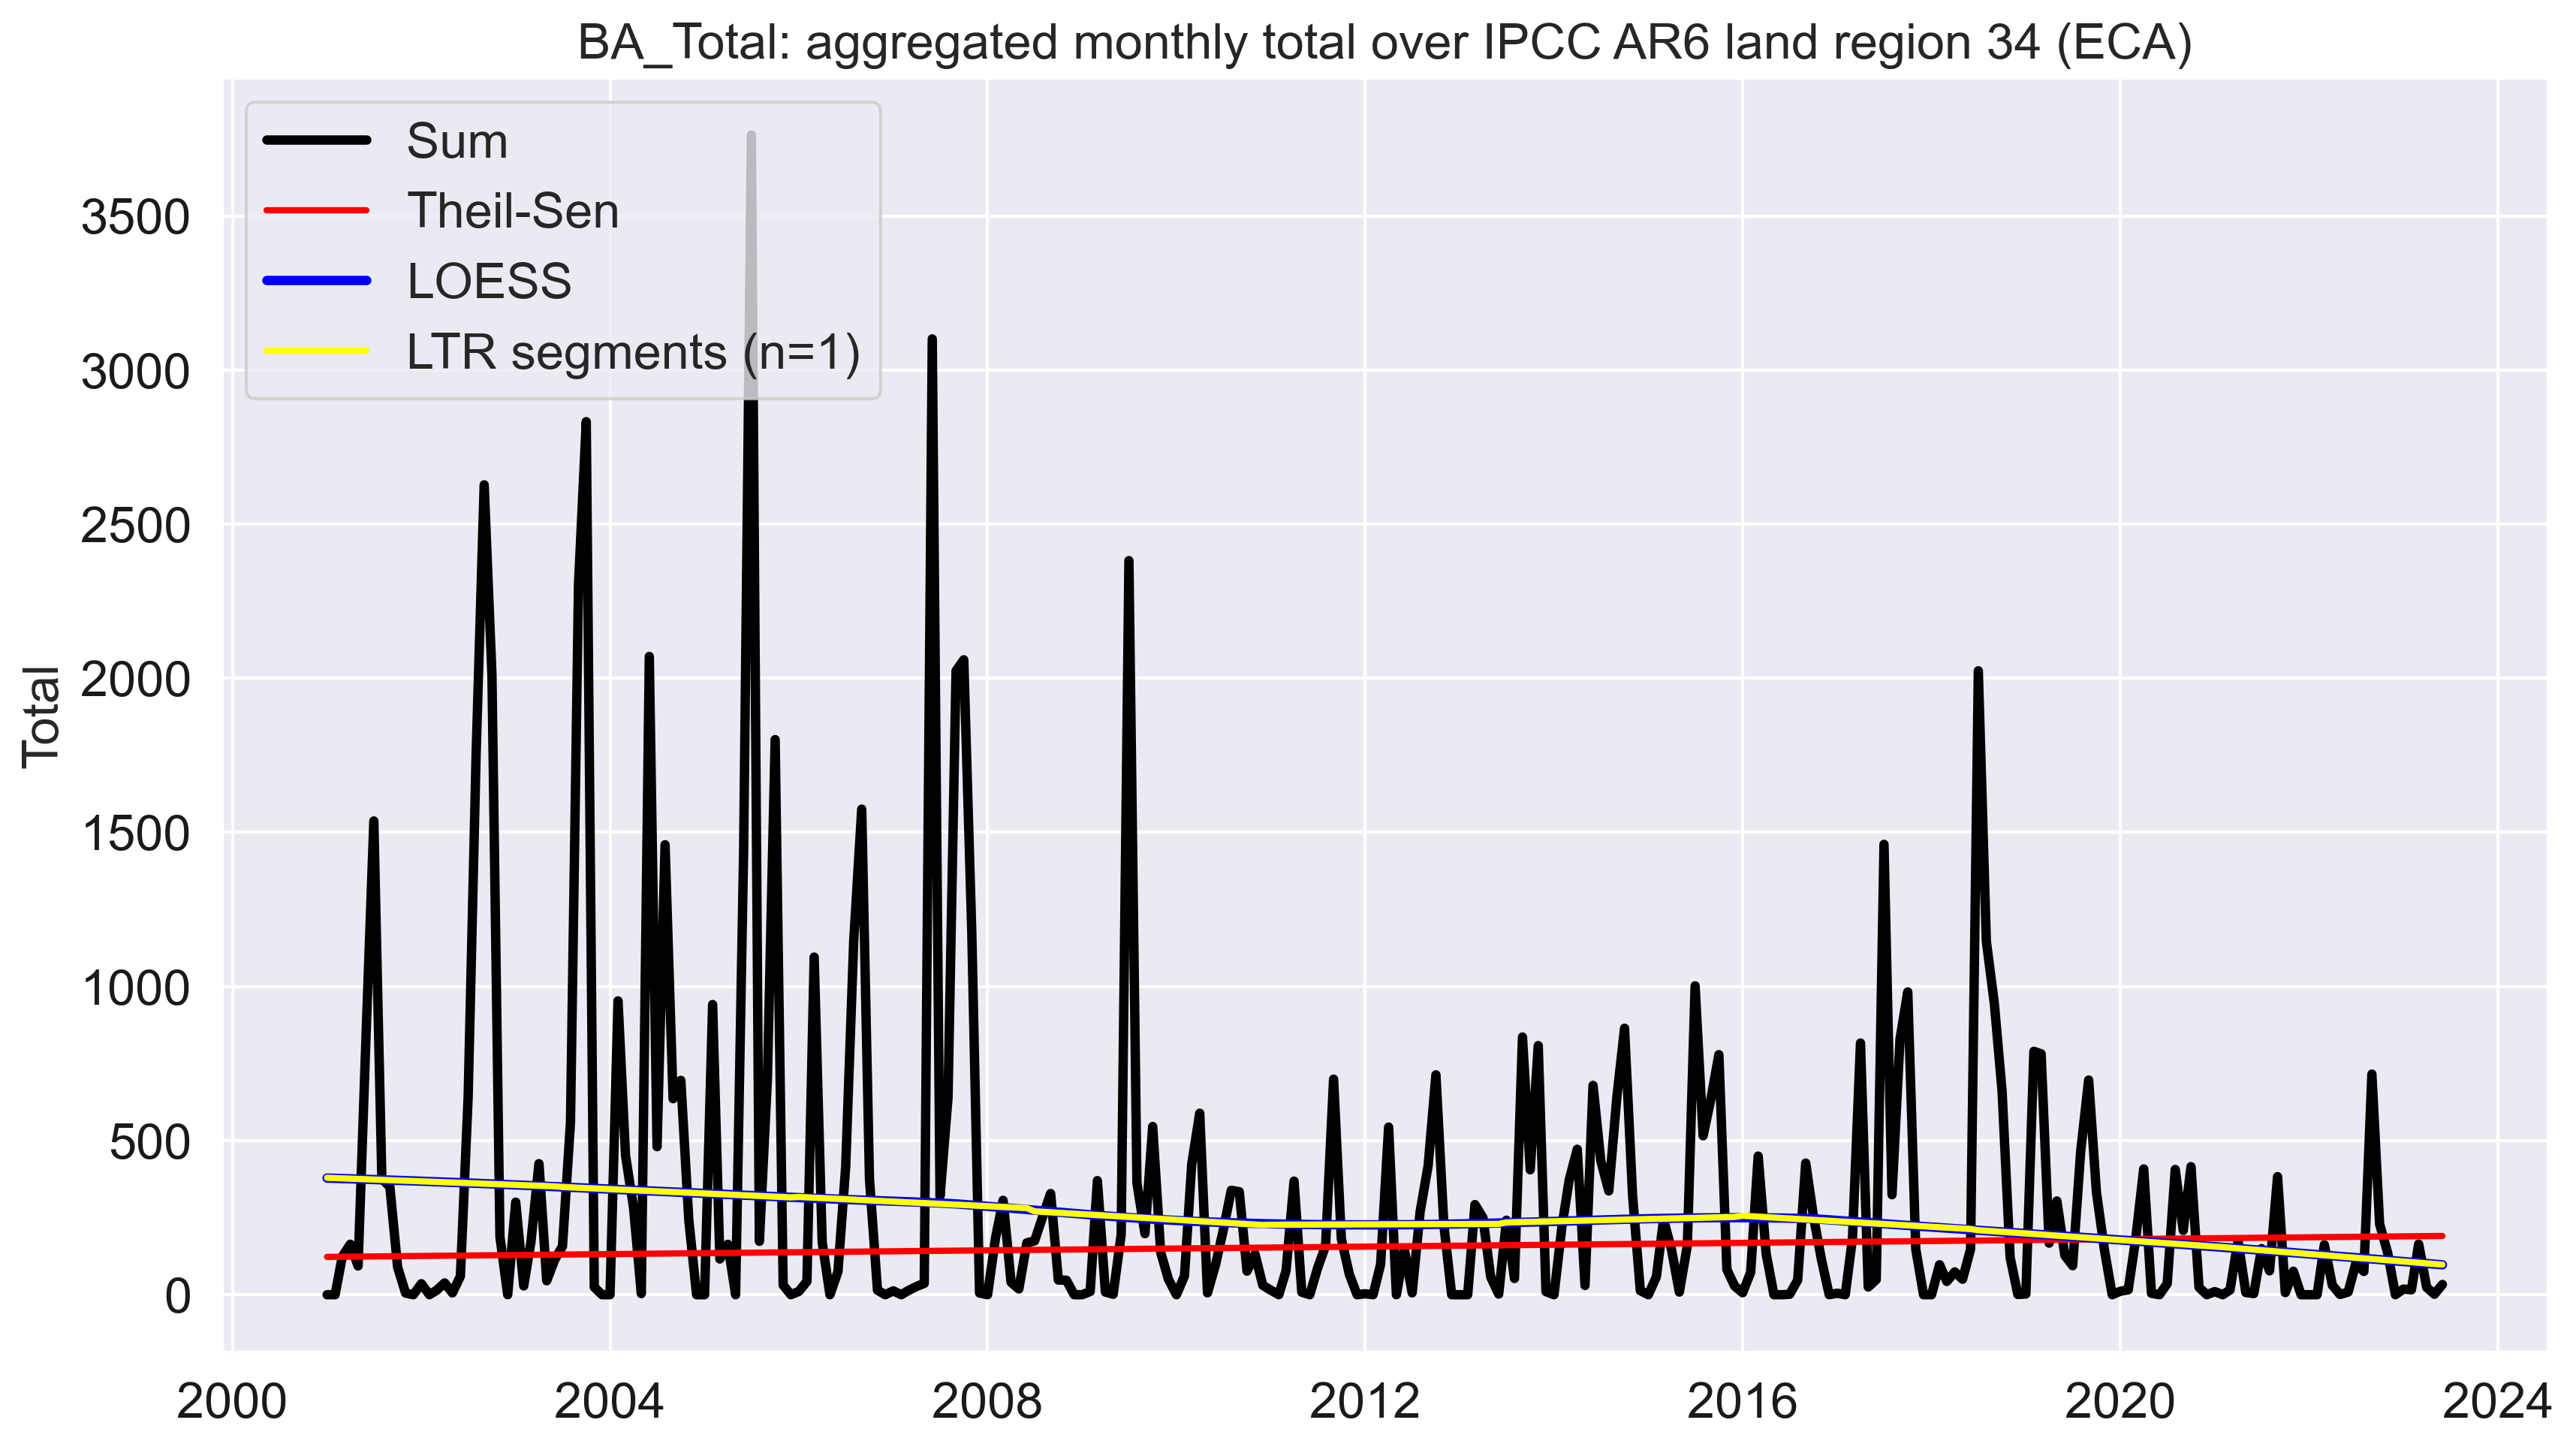 BA_Total: aggregated monthly total over IPCC AR6 land region 34 (ECA)
Sum
Theil-Sen
LOESS
LTR segments (n=1)
Total
3500
3000
2500
2000
1500
1000
500
0
2000 2004 2008 2012 2016 2020 2024